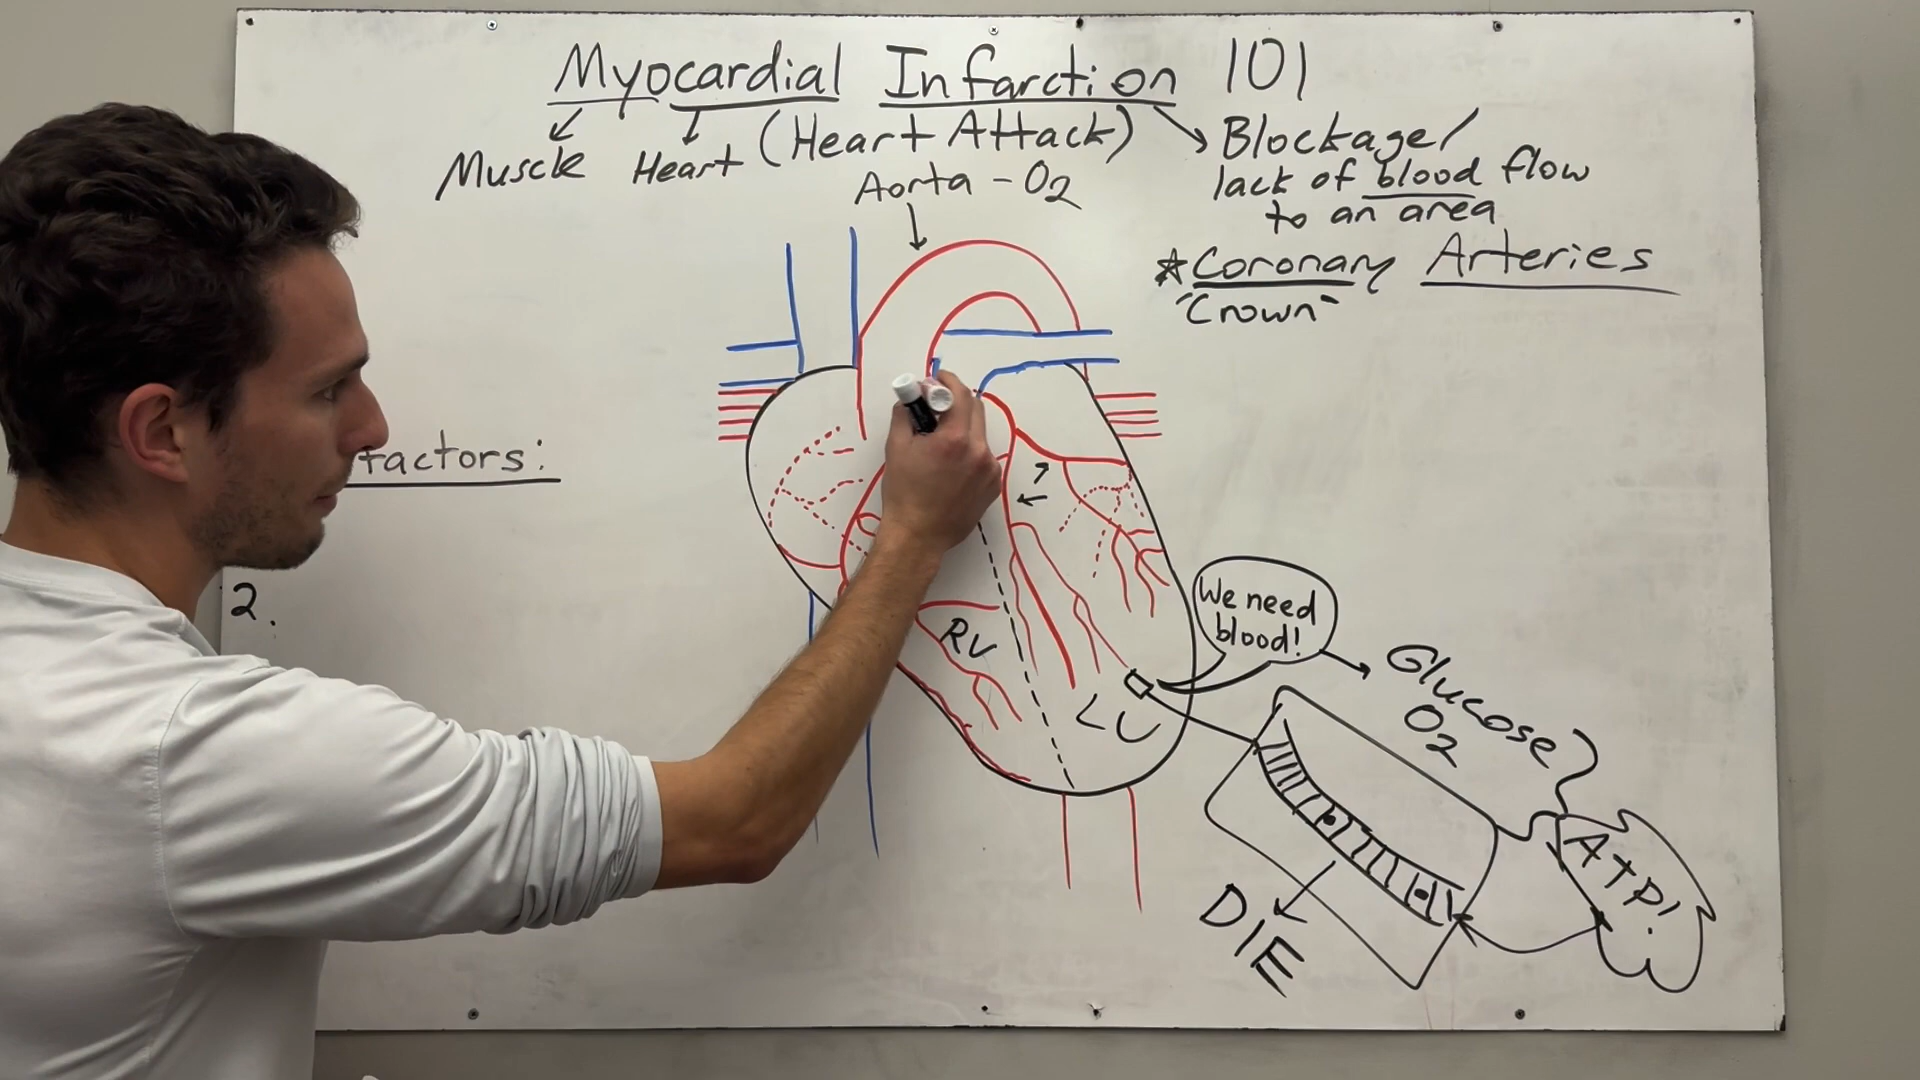 Myocardial Infarction 101
(Heart Attack)
Muscle Heart
Blockage/
lack of blood flow
to an area
Aorta - O2
*Coronary Arteries
"Crown"
Factors:
2.
RV
LV
We need
blood!
Glucose
O2
ATP!
DIE